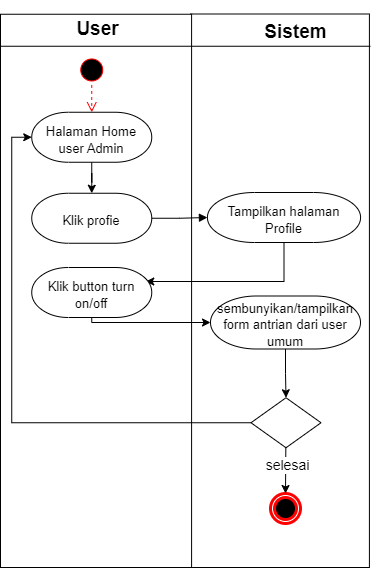 User
Sistem
Halaman Home
user Admin
Klik profie
Tampilkan halaman
Profile
Klik button turn
on/off
sembunyikan/tampilkan
form antrian dari user
umum
selesai